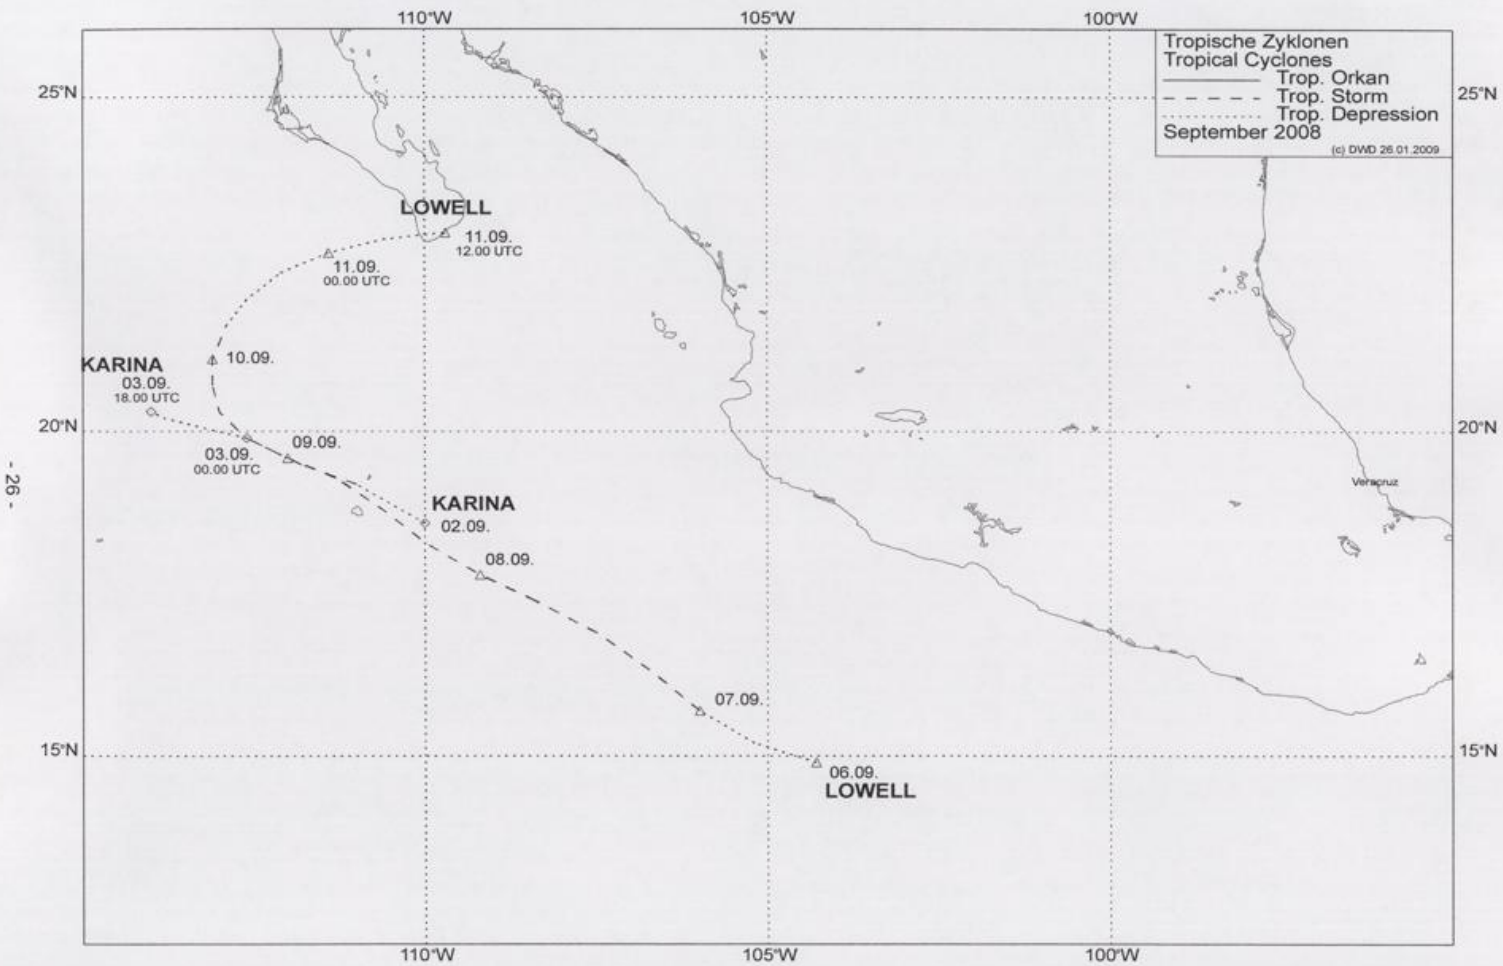 110°W 105°W 100°W
Tropische Zyklonen
Tropical Cyclones
Trop. Orkan
Trop. Storm
Trop. Depression
September 2008
(c) DWD 26.01.2009
25°N 25°N
LOWELL
11.09.
12.00 UTC
11.09.
00.00 UTC
10.09.
KARINA
03.09.
18.00 UTC
20°N 20°N
09.09.
03.09.
00.00 UTC
Veracruz
KARINA
02.09.
08.09.
07.09.
15°N 15°N
06.09.
LOWELL
110°W 105°W 100°W
- 26 -